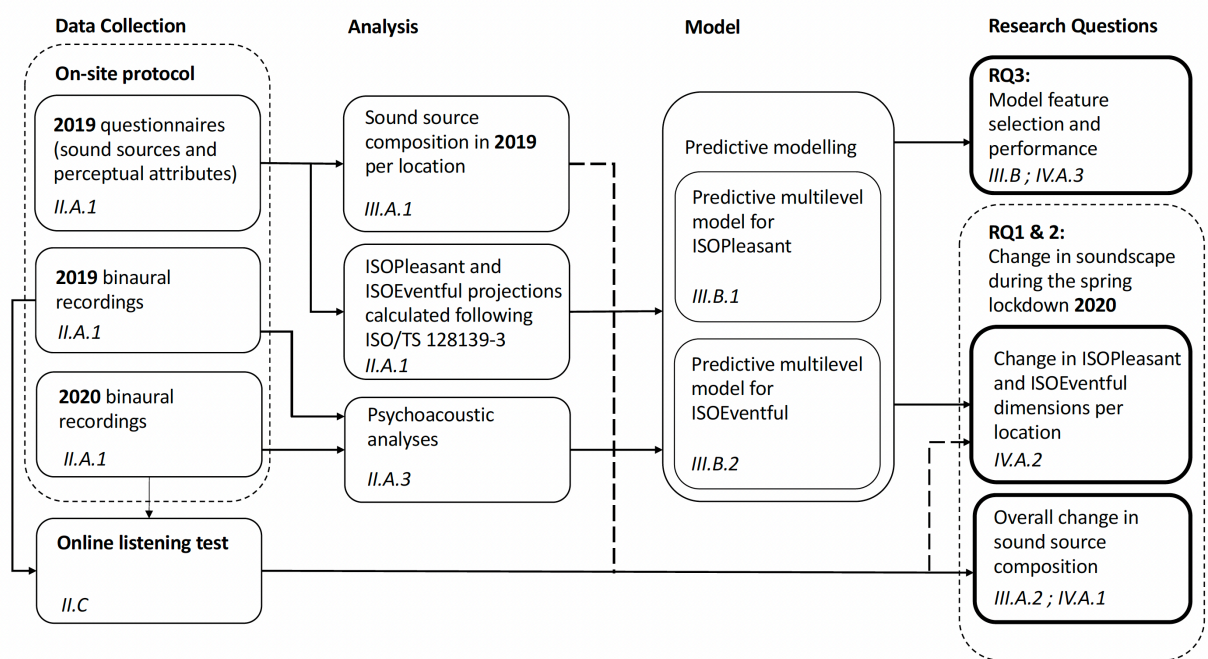 Data Collection
On-site protocol
2019 questionnaires
(sound sources and
perceptual attributes)
II.A.1
2019 binaural
recordings
II.A.1
2020 binaural
recordings
II.A.1
Online listening test
II.C
Analysis
Sound source
composition in 2019
per location
III.A.1
ISOPleasant and
ISOEventful projections
calculated following
ISO/TS 128139-3
II.A.1
Psychoacoustic
analyses
II.A.3
Model
Predictive modelling
Predictive multilevel
model for
ISOPleasant
III.B.1
Predictive multilevel
model for
ISOEventful
III.B.2
Research Questions
RQ3:
Model feature
selection and
performance
III.B ; IV.A.3
RQ1 & 2:
Change in soundscape
during the spring
lockdown 2020
Change in ISOPleasant
and ISOEventful
dimensions per
location
IV.A.2
Overall change in
sound source
composition
III.A.2 ; IV.A.1